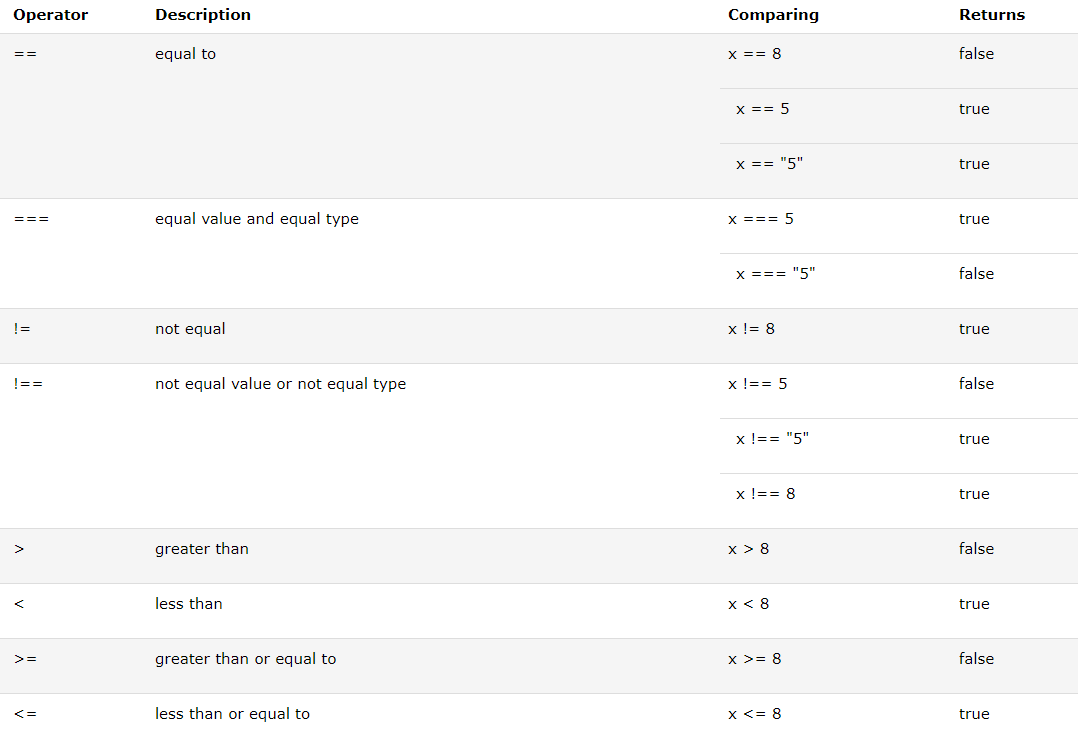 Operator Description Comparing Returns
== equal to x == 8 false
x == 5 true
x == "5" true
=== equal value and equal type x === 5 true
x === "5" false
!= not equal x != 8 true
!== not equal value or not equal type x !== 5 false
x !== "5" true
x !== 8 true
> greater than x > 8 false
< less than x < 8 true
>= greater than or equal to x >= 8 false
<= less than or equal to x <= 8 true